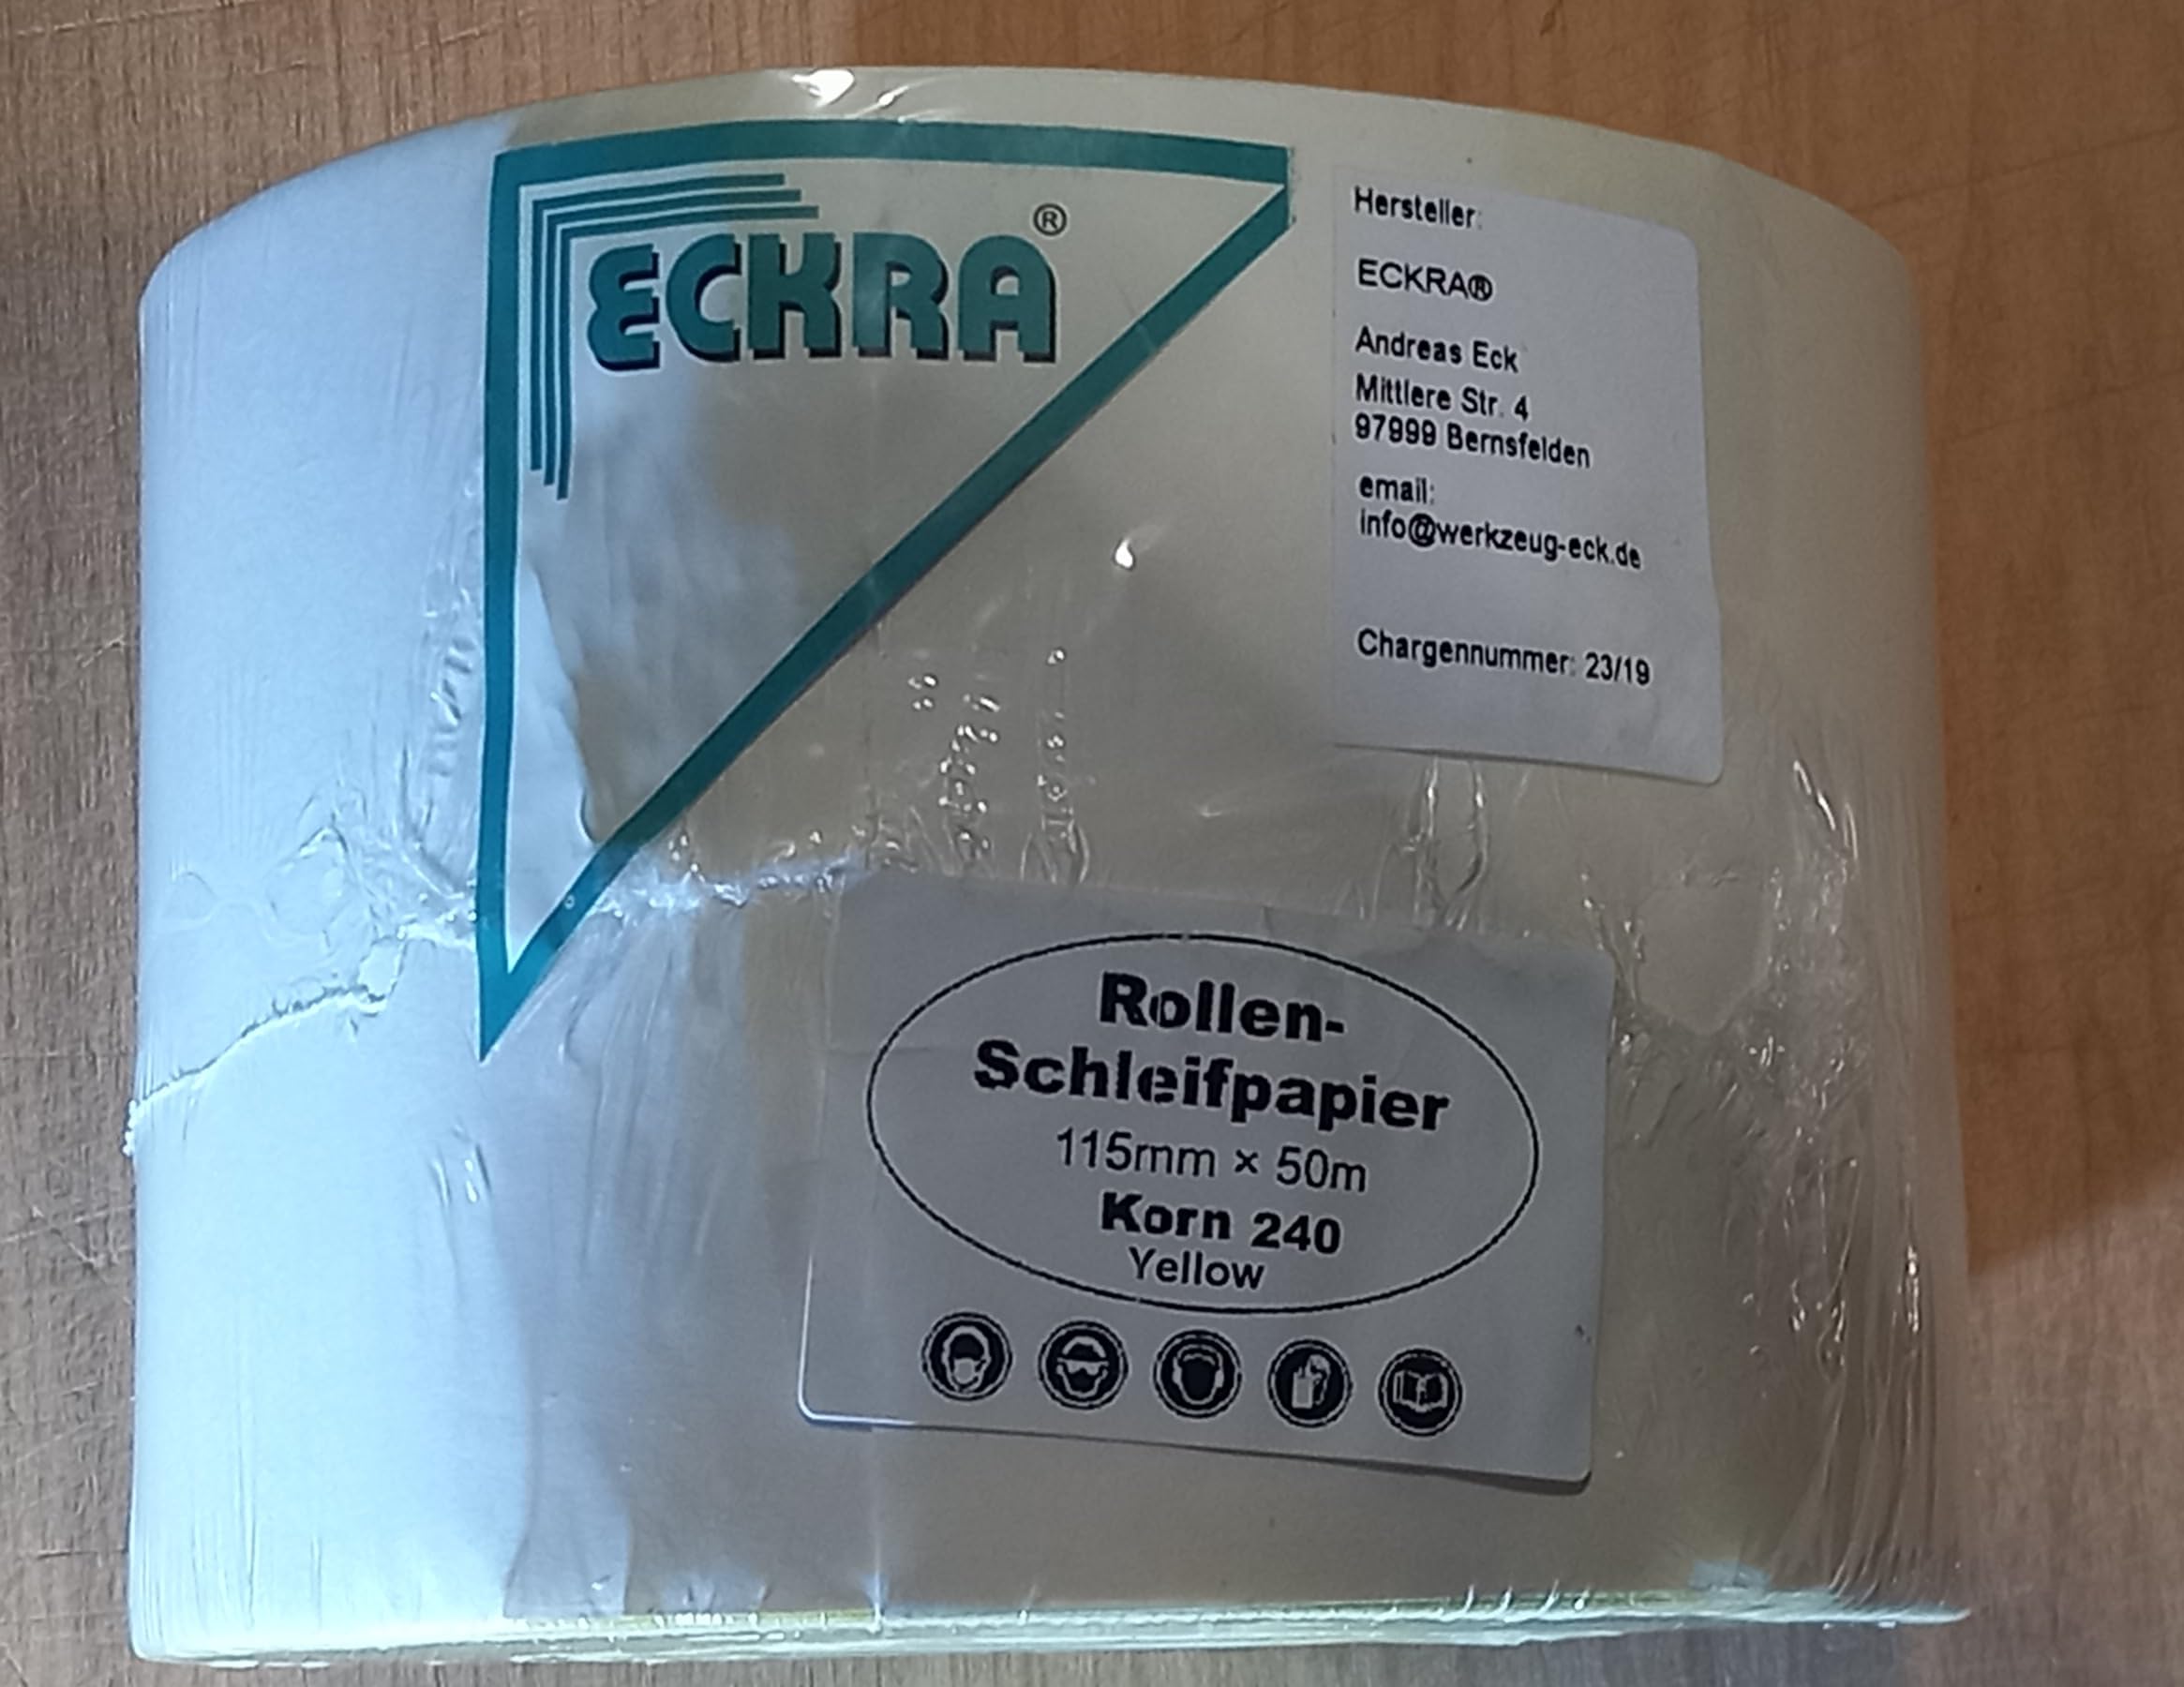 ECKRA®
Hersteller:
ECKRA®
Andreas Eck
Mittlere Str. 4
97999 Bernsfelden
email:
info@werkzeug-eck.de
Chargennummer: 23/19
Rollen-
Schleifpapier
115mm × 50m
Korn 240
Yellow